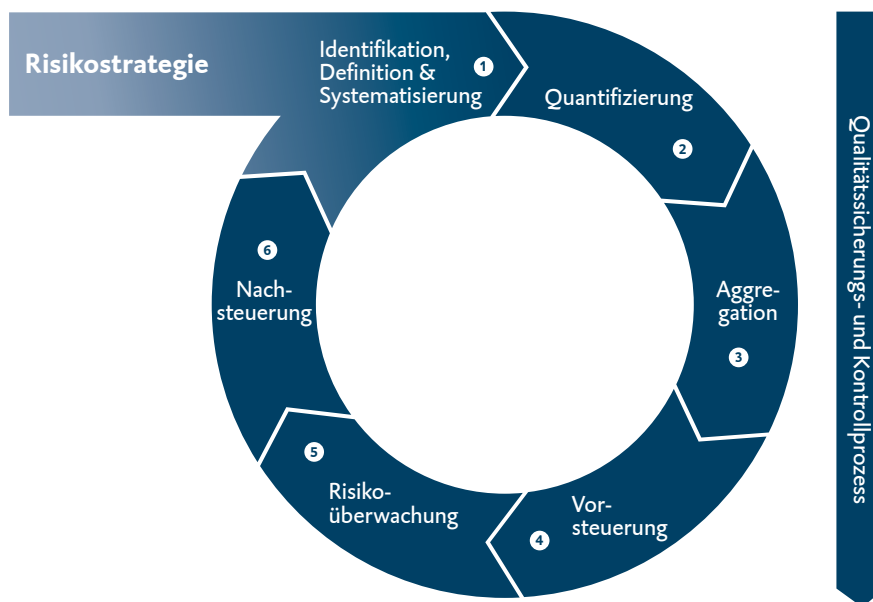 Risikostrategie
Identifikation,
Definition &
Systematisierung
1
Quantifizierung
2
Aggre-
gation
3
Vor-
steuerung
4
5
Risiko-
überwachung
6
Nach-
steuerung
Qualitätssicherungs- und Kontrollprozess